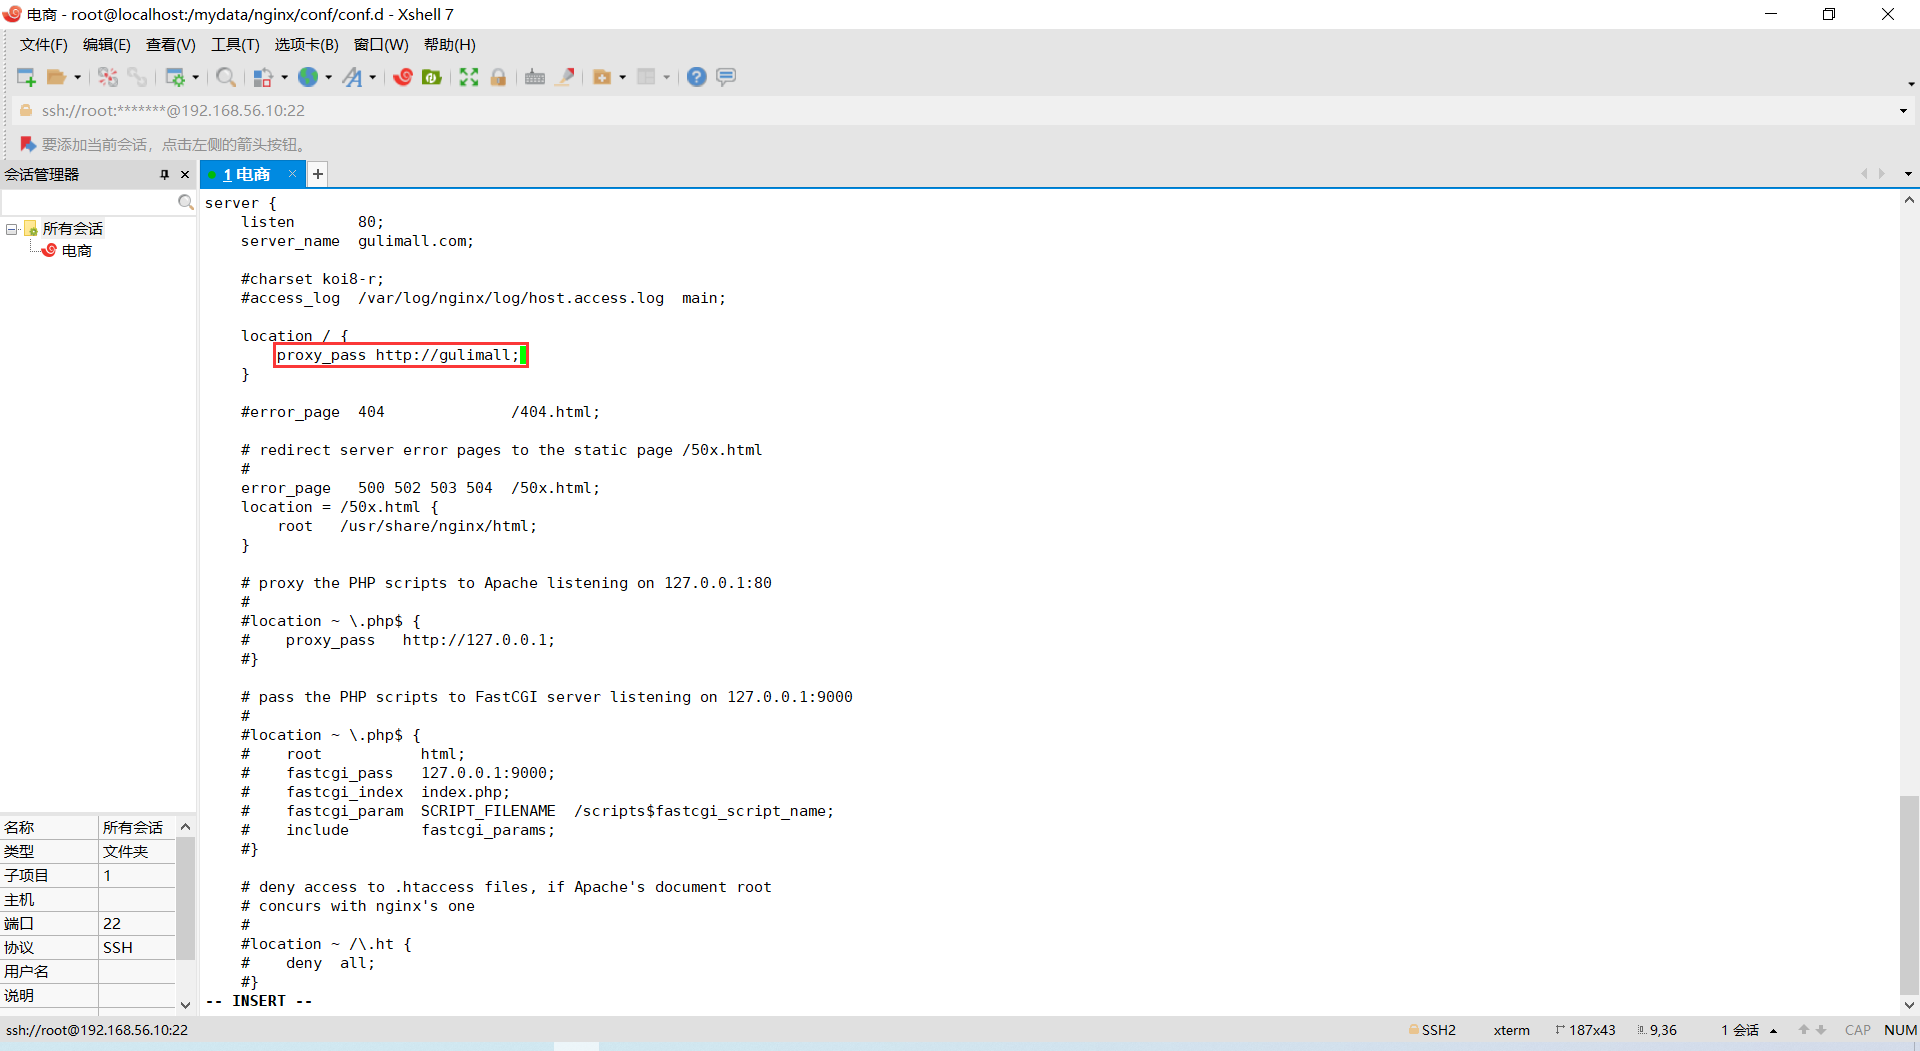 电商 - root@localhost:/mydata/nginx/conf/conf.d - Xshell 7
文件(F) 编辑(E) 查看(V) 工具(T) 选项卡(B) 窗口(W) 帮助(H)
ssh://root:*******@192.168.56.10:22
要添加当前会话，点击左侧的箭头按钮。
会话管理器
1 电商
所有会话
电商
server {
    listen       80;
    server_name  gulimall.com;

    #charset koi8-r;
    #access_log  /var/log/nginx/log/host.access.log  main;

    location / {
        proxy_pass http://gulimall;
    }

    #error_page  404              /404.html;

    # redirect server error pages to the static page /50x.html
    #
    error_page   500 502 503 504  /50x.html;
    location = /50x.html {
        root   /usr/share/nginx/html;
    }

    # proxy the PHP scripts to Apache listening on 127.0.0.1:80
    #
    #location ~ \.php$ {
    #    proxy_pass   http://127.0.0.1;
    #}

    # pass the PHP scripts to FastCGI server listening on 127.0.0.1:9000
    #
    #location ~ \.php$ {
    #    root           html;
    #    fastcgi_pass   127.0.0.1:9000;
    #    fastcgi_index  index.php;
    #    fastcgi_param  SCRIPT_FILENAME  /scripts$fastcgi_script_name;
    #    include        fastcgi_params;
    #}

    # deny access to .htaccess files, if Apache's document root
    # concurs with nginx's one
    #
    #location ~ /\.ht {
    #    deny  all;
    #}
-- INSERT --
名称 所有会话
类型 文件夹
子项目 1
主机
端口 22
协议 SSH
用户名
说明
ssh://root@192.168.56.10:22 SSH2 xterm 187x43 9,36 1 会话 CAP NUM